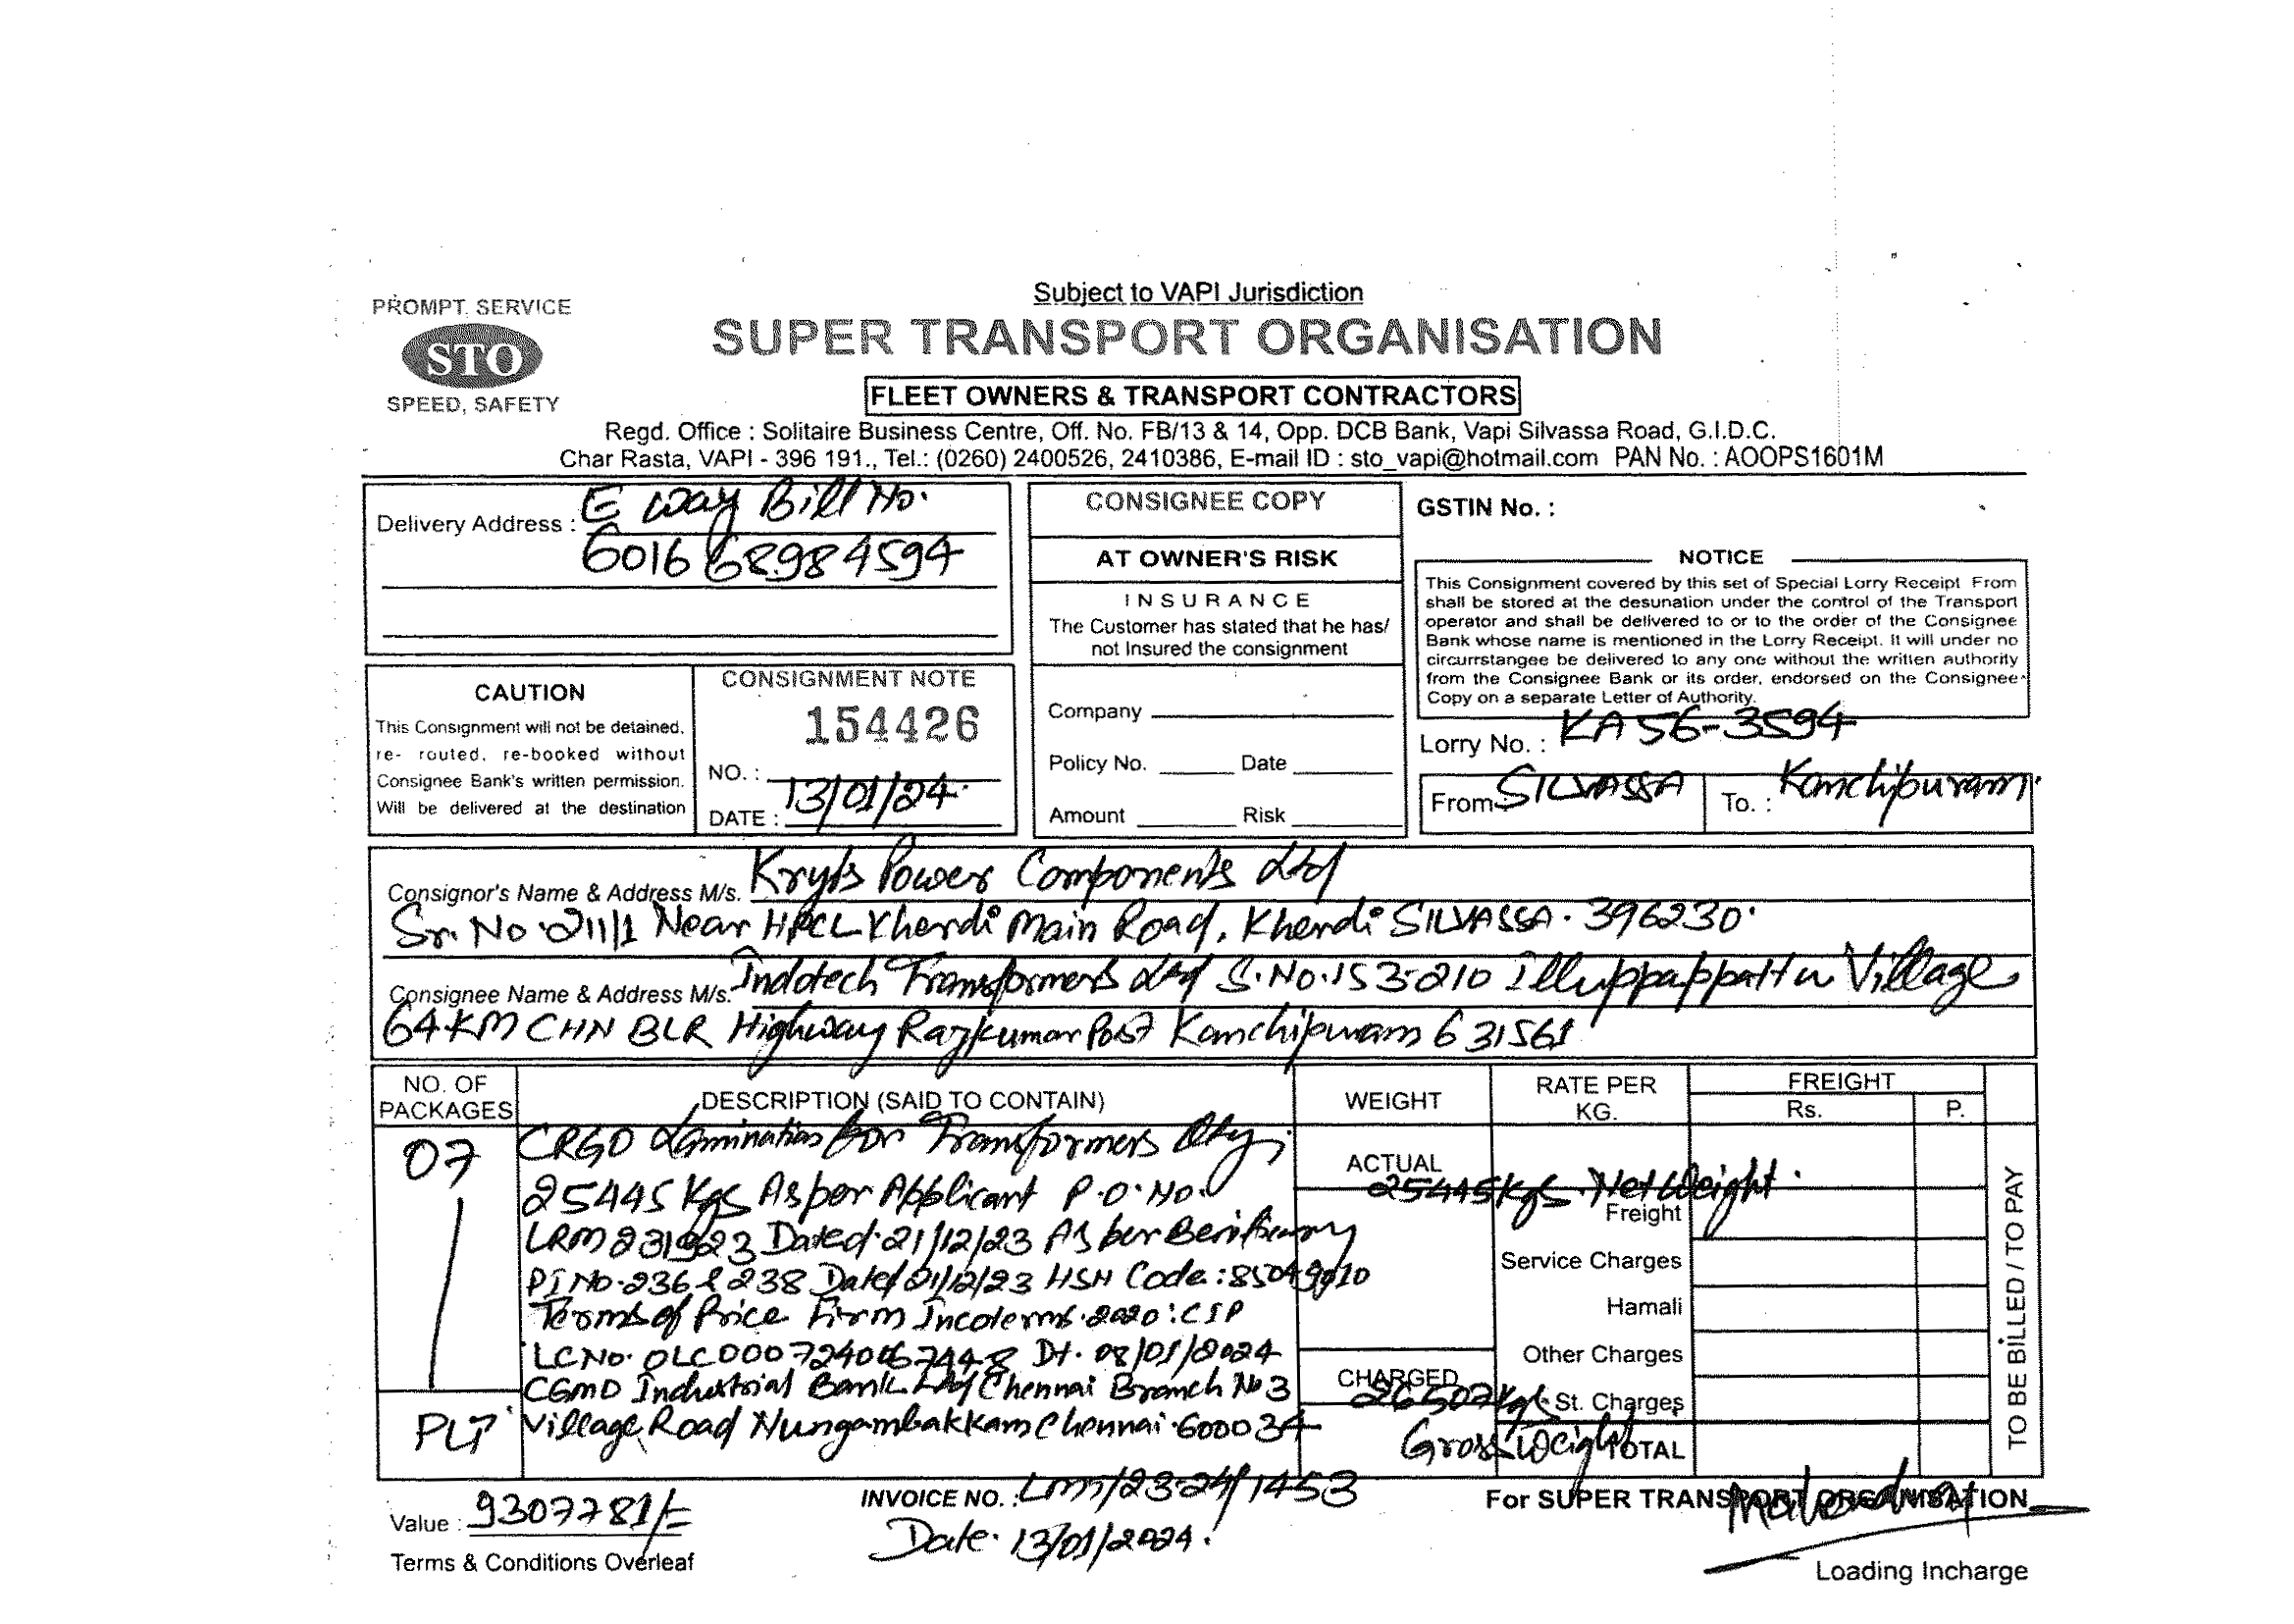 Subject to VAPI Jurisdiction
PROMPT SERVICE
STO
SPEED, SAFETY
SUPER TRANSPORT ORGANISATION
FLEET OWNERS & TRANSPORT CONTRACTORS
Regd. Office : Solitaire Business Centre, Off. No. FB/13 & 14, Opp. DCB Bank, Vapi Silvassa Road, G.I.D.C.
Char Rasta, VAPI - 396 191., Tel.: (0260) 2400526, 2410386, E-mail ID : sto_vapi@hotmail.com PAN No. : AOOPS1601M
Delivery Address : E Way Bill No.
6016 68984594
CONSIGNEE COPY
AT OWNER'S RISK
INSURANCE
The Customer has stated that he has/
not Insured the consignment
Company
Policy No. Date
Amount Risk
GSTIN No. :
NOTICE
This Consignment covered by this set of Special Lorry Receipt From
shall be stored at the desunation under the control of the Transport
operator and shall be delivered to or to the order of the Consignee
Bank whose name is mentioned in the Lorry Receipt. It will under no
circurrstangee be delivered to any one without the written authority
from the Consignee Bank or its order, endorsed on the Consignee
Copy on a separate Letter of Authority.
CAUTION
This Consignment will not be detained,
re- routed, re-booked without
Consignee Bank's written permission.
Will be delivered at the destination
CONSIGNMENT NOTE
154426
NO. :
DATE : 13/01/24
Lorry No. : KA 56-3594
From : SILVASSA To. : Kanchipuram
Consignor's Name & Address M/s. Kryfs Power Components Ltd
Sr. No 211/1 Near HPCL Kherdi Main Road, Kherdi SILVASSA. 396230.
Consignee Name & Address M/s. Indotech Transformers Ltd S.No.153-210 Illuppappattu Village
64 KM CHN BLR Highway Rajkumar Post Kanchipuram 631561
NO. OF PACKAGES
DESCRIPTION (SAID TO CONTAIN)
WEIGHT
RATE PER KG.
FREIGHT
Rs. P.
07
PLT
CRGO Laminations for Transformers Qty;
25445 Kgs As per Applicant P.O. No.
LRM 231923 Dated. 21/12/23 As per
PI No. 236 & 238 Date 21/12/23 HSN Code : 85049010
Terms of Price Firm Incoterms 2020: CIP
LC No. Dt. 08/01/2024
Industrial Bank Ltd Chennai Branch No 3
Village Road Nungambakkam Chennai 600034
ACTUAL
25445 Kgs. Net Weight.
CHARGED
26507 Kgs
Gross Weight
Freight
Service Charges
Hamali
Other Charges
St. Charges
TOTAL
TO BE BILLED / TO PAY
Value : 9307781/=
INVOICE NO. : Lm/23-24/1453
Date. 13/01/2024.
For SUPER TRANSPORT ORGANISATION
Terms & Conditions Overleaf
Loading Incharge